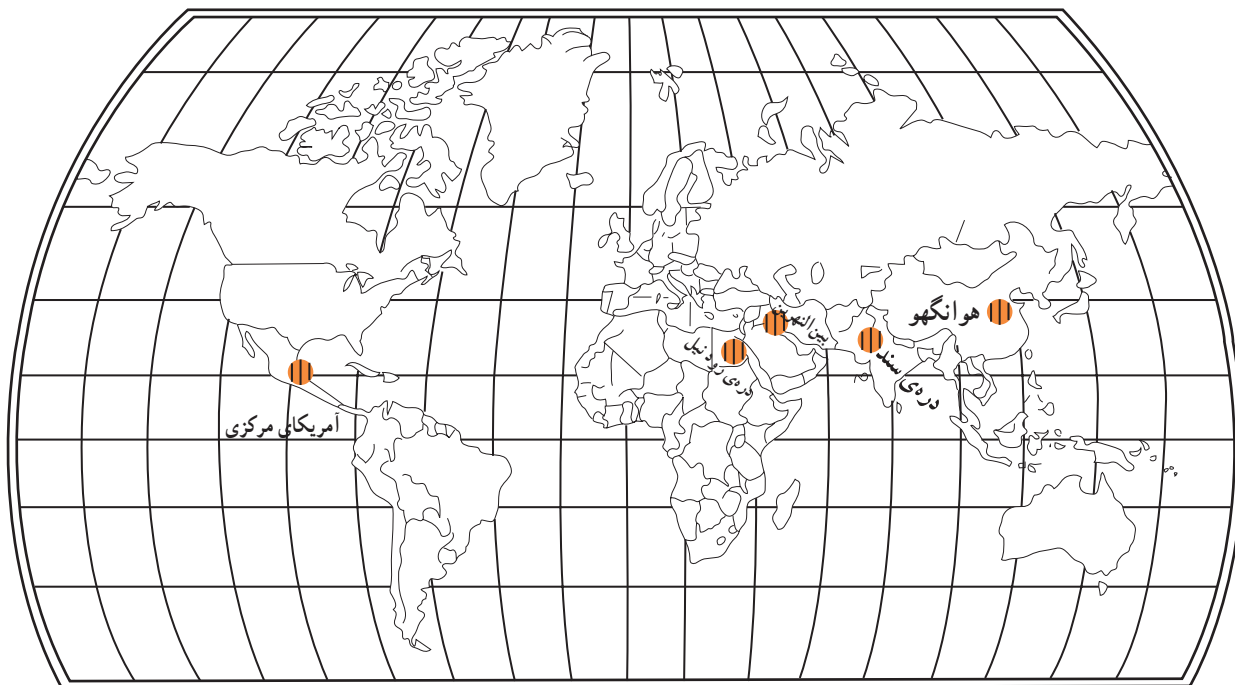 هوانگهو
بین‌النهرین
دره‌ی سند
دره‌ی رود نیل
آمریکای مرکزی